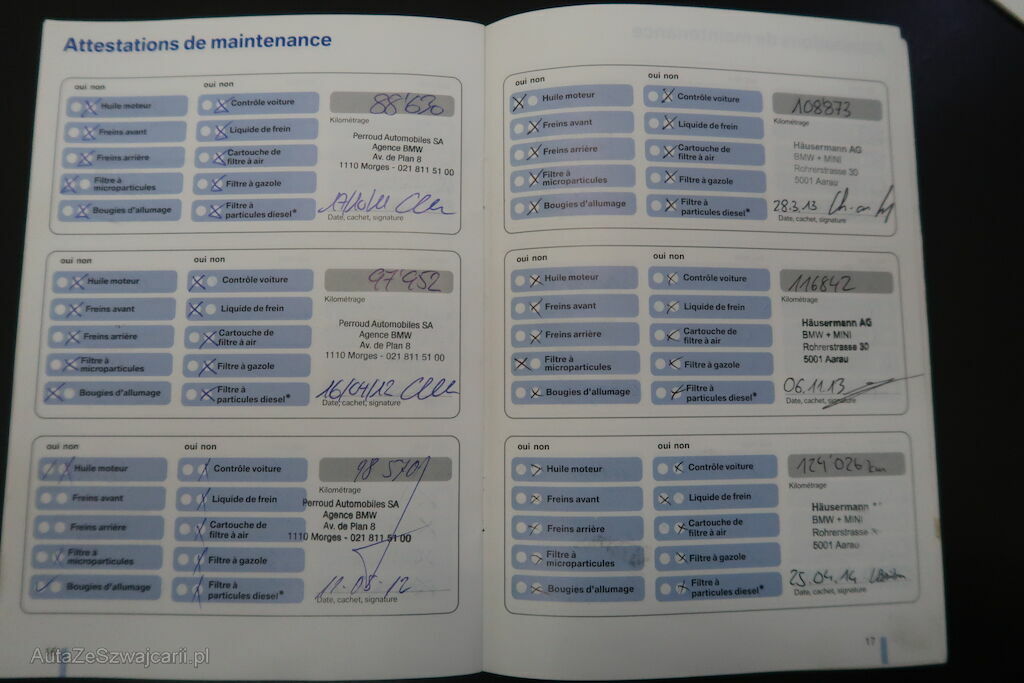 Attestations de maintenance
oui non
oui non
Huile moteur
Contrôle voiture
88'636
Kilométrage
Freins avant
Liquide de frein
Perroud Automobiles SA
Agence BMW
Av. de Plan 8
1110 Morges - 021 811 51 00
Freins arrière
Cartouche de
filtre à air
Filtre à
microparticules
Filtre à gazole
Bougies d'allumage
Filtre à
particules diesel*
Date, cachet, signature
oui non
oui non
Huile moteur
Contrôle voiture
97'952
Kilométrage
Freins avant
Liquide de frein
Perroud Automobiles SA
Agence BMW
Av. de Plan 8
1110 Morges - 021 811 51 00
Freins arrière
Cartouche de
filtre à air
Filtre à
microparticules
Filtre à gazole
Bougies d'allumage
Filtre à
particules diesel*
16/04/12
Date, cachet, signature
oui non
oui non
Huile moteur
Contrôle voiture
98 570
Kilométrage
Freins avant
Liquide de frein
Perroud Automobiles SA
Agence BMW
Av. de Plan 8
1110 Morges - 021 811 51 00
Freins arrière
Cartouche de
filtre à air
Filtre à
microparticules
Filtre à gazole
Bougies d'allumage
Filtre à
particules diesel*
11-05-12
Date, cachet, signature
oui non
oui non
Huile moteur
Contrôle voiture
108'873
Kilométrage
Freins avant
Liquide de frein
Häusermann AG
BMW + MINI
Rohrerstrasse 30
5001 Aarau
Freins arrière
Cartouche de
filtre à air
Filtre à
microparticules
Filtre à gazole
Bougies d'allumage
Filtre à
particules diesel*
28.3.13
Date, cachet, signature
oui non
oui non
Huile moteur
Contrôle voiture
116842
Kilométrage
Freins avant
Liquide de frein
Häusermann AG
BMW + MINI
Rohrerstrasse 30
5001 Aarau
Freins arrière
Cartouche de
filtre à air
Filtre à
microparticules
Filtre à gazole
Bougies d'allumage
Filtre à
particules diesel*
06.11.13
Date, cachet, signature
oui non
oui non
Huile moteur
Contrôle voiture
124'026 km
Kilométrage
Freins avant
Liquide de frein
Häusermann
BMW + MINI
Rohrerstrasse
5001 Aarau
Freins arrière
Cartouche de
filtre à air
Filtre à
microparticules
Filtre à gazole
Bougies d'allumage
Filtre à
particules diesel*
25.04.14
Date, cachet, signature
17
AutaZeSzwajcarii.pl